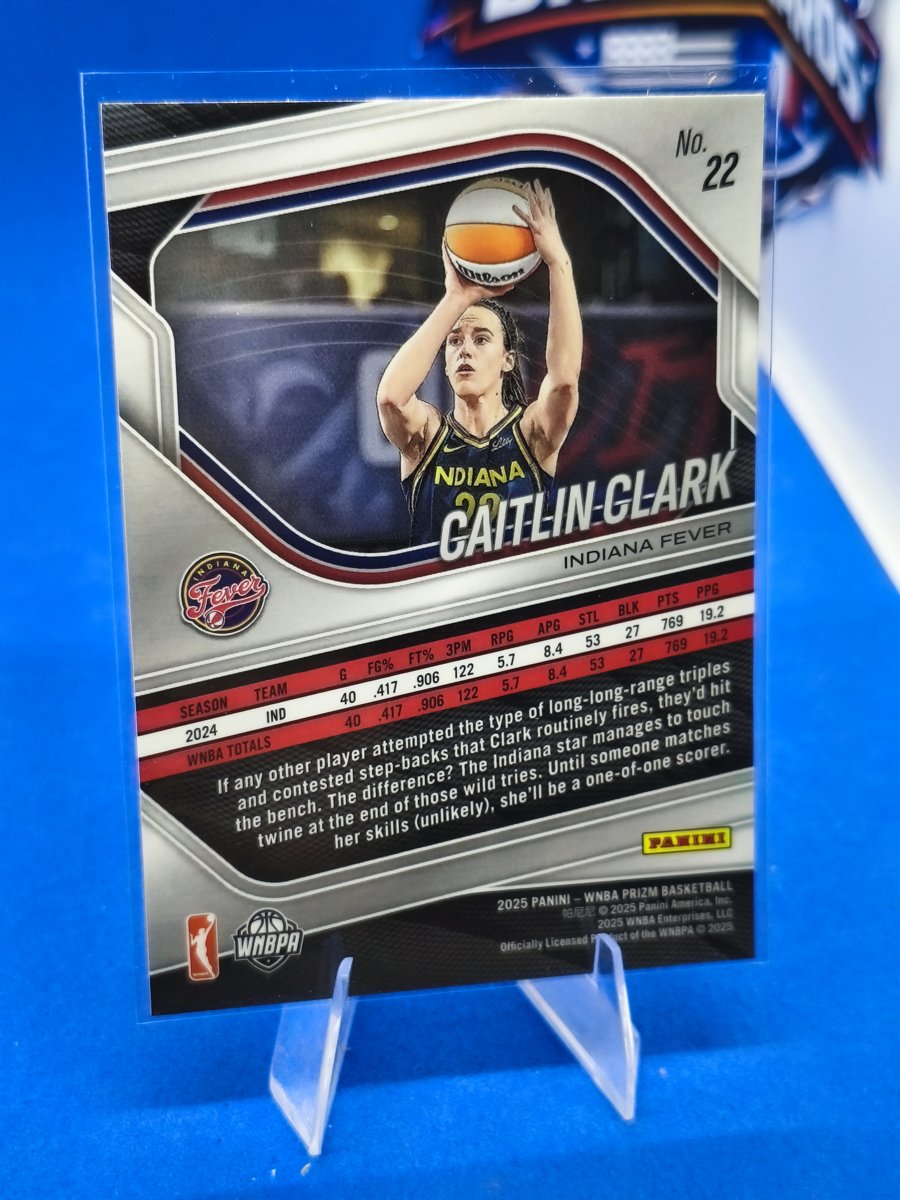 No.
22
Wilson
Lilly
NDIANA
22
CAITLIN CLARK
INDIANA FEVER
INDIANA
Fever
SEASON TEAM G FG% FT% 3PM RPG APG STL BLK PTS PPG
2024 IND 40 .417 .906 122 5.7 8.4 53 27 769 19.2
WNBA TOTALS 40 .417 .906 122 5.7 8.4 53 27 769 19.2
If any other player attempted the type of long-long-range triples
and contested step-backs that Clark routinely fires, they'd hit
the bench. The difference? The Indiana star manages to touch
twine at the end of those wild tries. Until someone matches
her skills (unlikely), she'll be a one-of-one scorer.
PANINI
2025 PANINI – WNBA PRIZM BASKETBALL
帕尼尼 © 2025 Panini America, Inc.
2025 WNBA Enterprises, LLC
Officially Licensed Product of the WNBPA © 2025
WNBPA